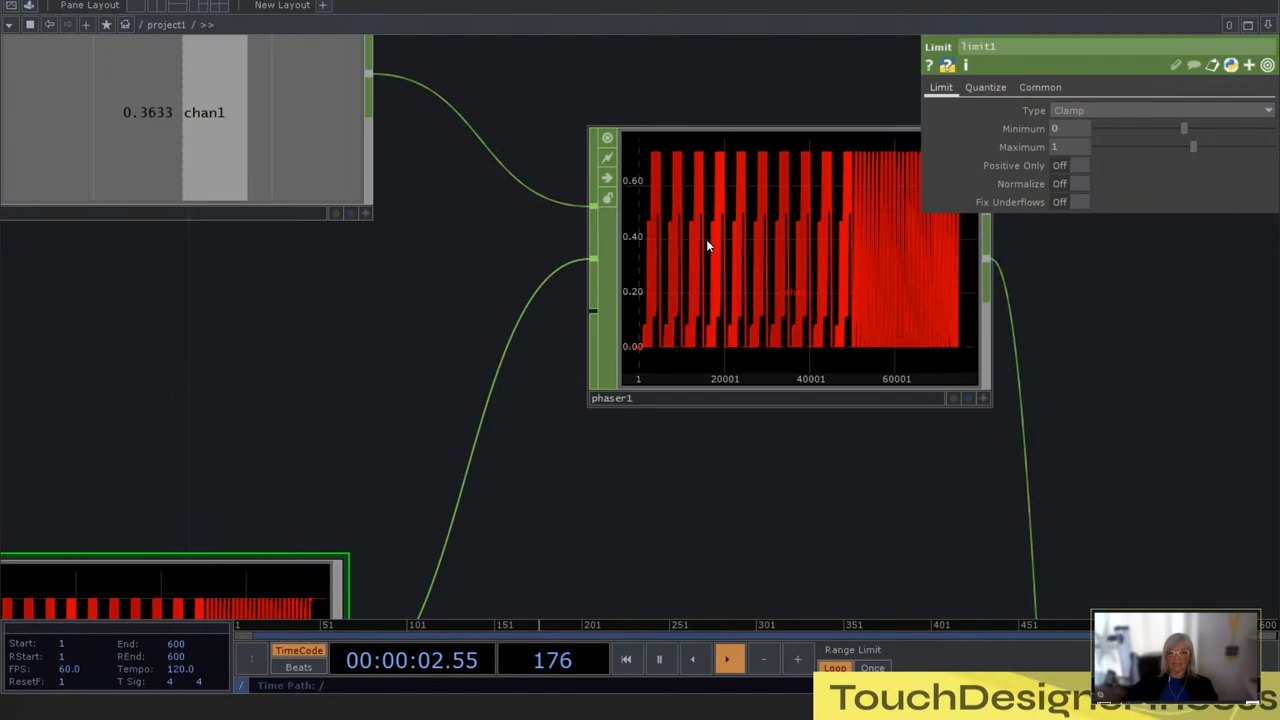 Pane Layout
New Layout +
/ project1 / >>
0
Limit limit1
? ? i
Limit Quantize Common
Type Clamp
Minimum 0
Maximum 1
Positive Only Off
Normalize Off
Fix Underflows Off
0.3633 chan1
0.60
0.40
0.20
0.00
1 20001 40001 60001
phaser1
1 51 101 151 201 251 301 351 401 451 600
Start: 1 End: 600
RStart: 1 REnd: 600
FPS: 60.0 Tempo: 120.0
ResetF: 1 T Sig: 4 4
TimeCode
Beats
00:00:02.55
176
Range Limit
Loop Once
/ Time Path: /